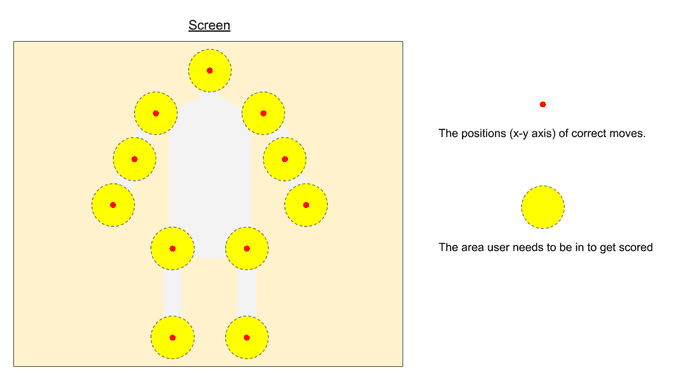 Screen
The positions (x-y axis) of correct moves.
The area user needs to be in to get scored